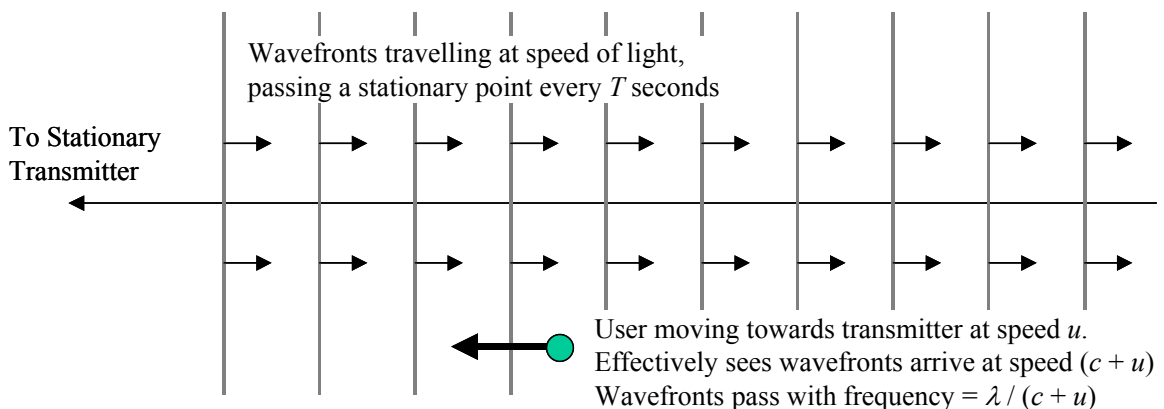 Wavefronts travelling at speed of light,
passing a stationary point every T seconds
To Stationary
Transmitter
User moving towards transmitter at speed u.
Effectively sees wavefronts arrive at speed (c + u)
Wavefronts pass with frequency = λ / (c + u)